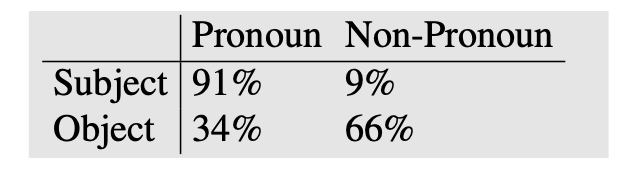 Pronoun Non-Pronoun
Subject 91% 9%
Object 34% 66%